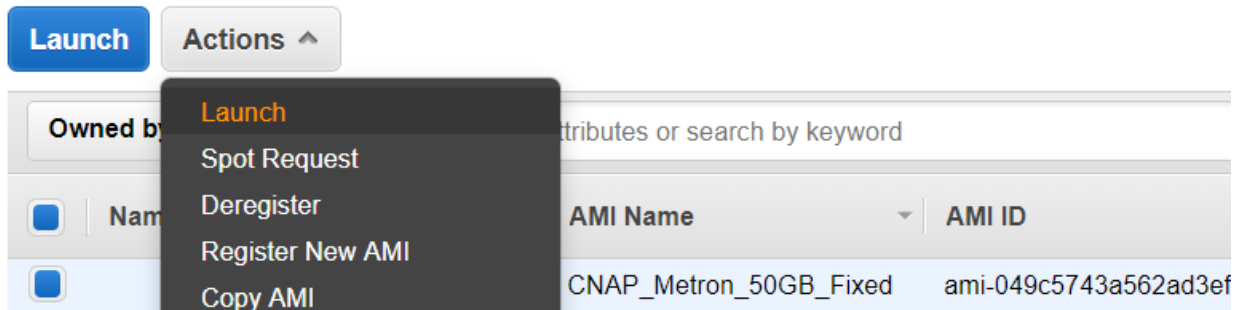 Launch Actions
Launch
Owned by ttributes or search by keyword
Spot Request
Deregister
Nam AMI Name AMI ID
Register New AMI
CNAP_Metron_50GB_Fixed ami-049c5743a562ad3ef
Copy AMI